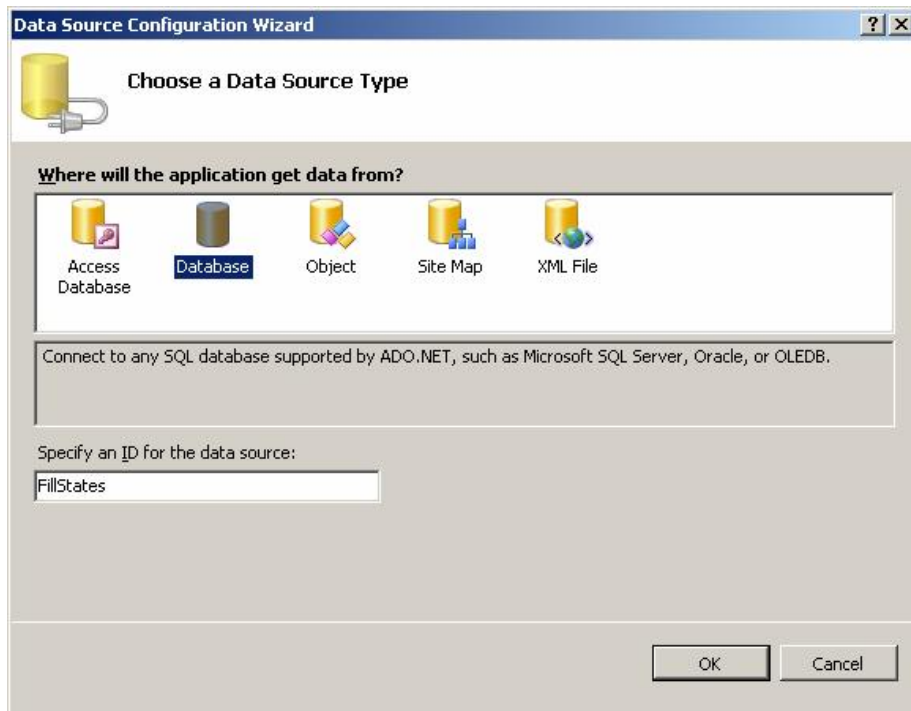 Data Source Configuration Wizard
Choose a Data Source Type
Where will the application get data from?
Access Database
Database
Object
Site Map
XML File
Connect to any SQL database supported by ADO.NET, such as Microsoft SQL Server, Oracle, or OLEDB.
Specify an ID for the data source:
FillStates
OK
Cancel